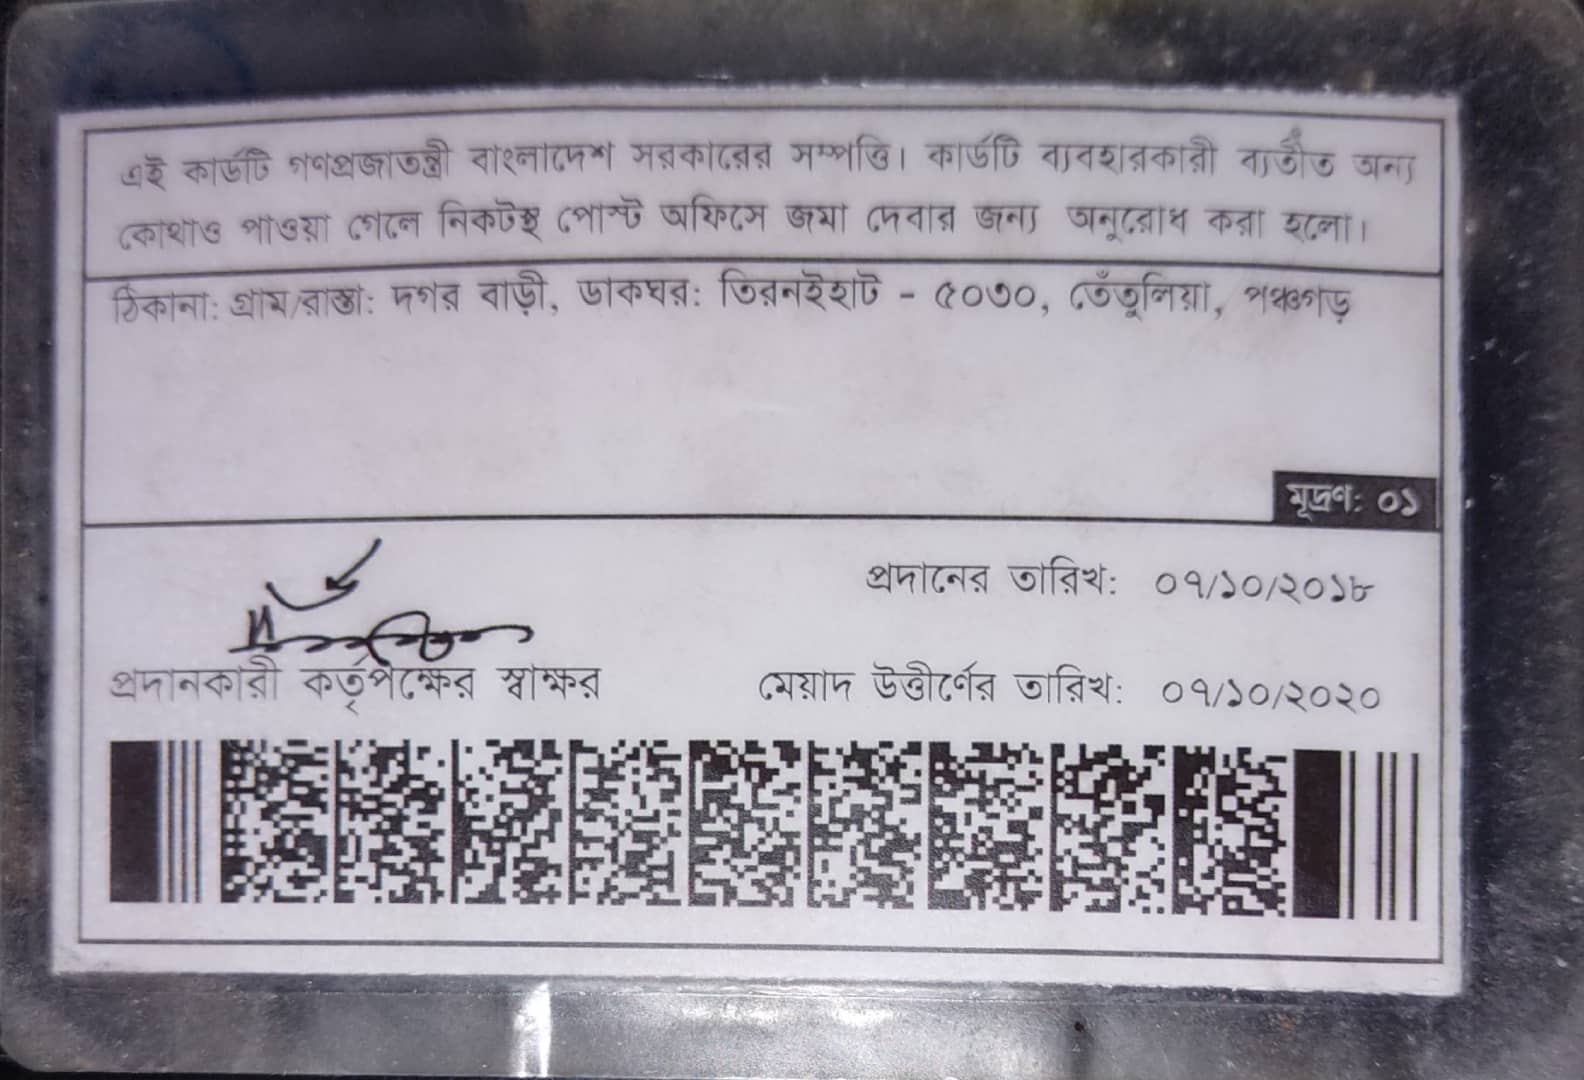 এই কার্ডটি গণপ্রজাতন্ত্রী বাংলাদেশ সরকারের সম্পত্তি। কার্ডটি ব্যবহারকারী ব্যতীত অন্য
কোথাও পাওয়া গেলে নিকটস্থ পোস্ট অফিসে জমা দেবার জন্য অনুরোধ করা হলো।
ঠিকানা: গ্রাম/রাস্তা: দগর বাড়ী, ডাকঘর: তিরনইহাট - ৫০৩০, তেঁতুলিয়া, পঞ্চগড়
মূদ্রণ: ০১
প্রদানের তারিখ: ০৭/১০/২০১৮
প্রদানকারী কর্তৃপক্ষের স্বাক্ষর
মেয়াদ উত্তীর্ণের তারিখ: ০৭/১০/২০২০